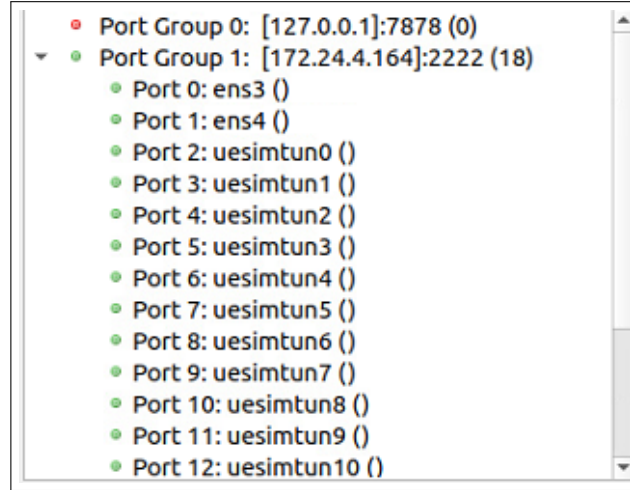 Port Group 0: [127.0.0.1]:7878 (0)
Port Group 1: [172.24.4.164]:2222 (18)
Port 0: ens3 ()
Port 1: ens4 ()
Port 2: uesimtun0 ()
Port 3: uesimtun1 ()
Port 4: uesimtun2 ()
Port 5: uesimtun3 ()
Port 6: uesimtun4 ()
Port 7: uesimtun5 ()
Port 8: uesimtun6 ()
Port 9: uesimtun7 ()
Port 10: uesimtun8 ()
Port 11: uesimtun9 ()
Port 12: uesimtun10 ()